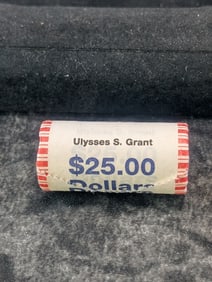 Ulysses S. Grant
$25.00
Dollars